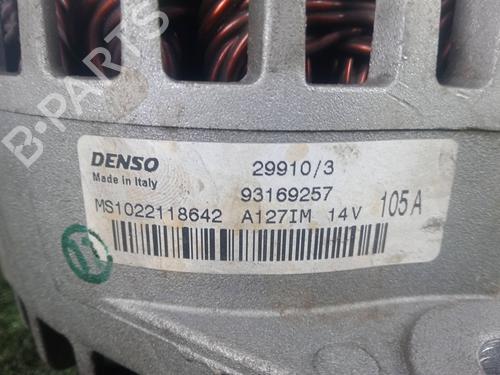 B-PARTS
DENSO 29910/3
Made in Italy 93169257
MS1022118642 A127IM 14V 105A